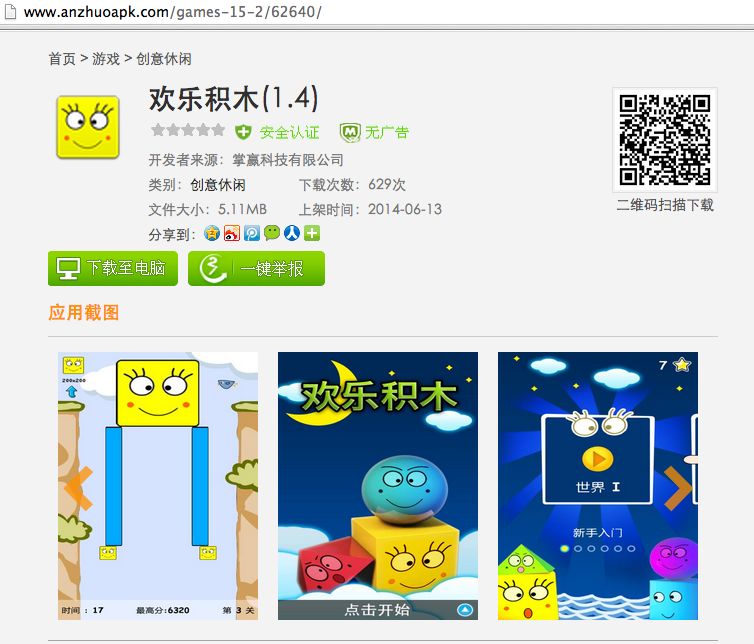 www.anzhuoapk.com/games-15-2/62640/
首页 > 游戏 > 创意休闲
欢乐积木(1.4)
安全认证 无广告
开发者来源：掌赢科技有限公司
类别：创意休闲 下载次数：629次
文件大小：5.11MB 上架时间：2014-06-13
分享到：
二维码扫描下载
下载至电脑 一键举报
应用截图
200x200
时间：17 最高分:6320 第 3 关
欢乐积木
点击开始
7
世界 I
新手入门